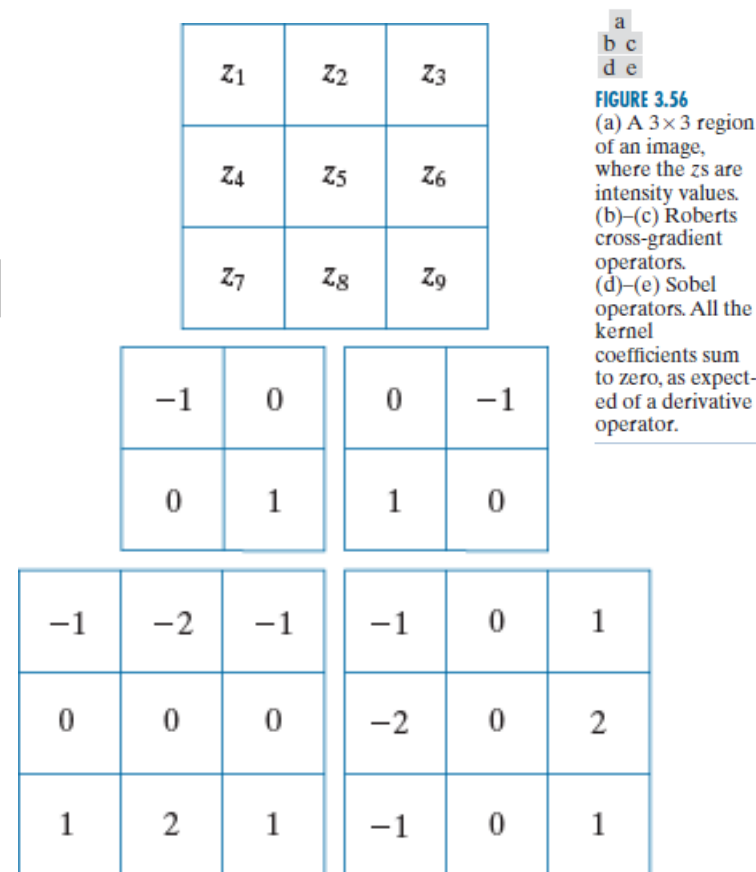 z1 z2 z3
z4 z5 z6
z7 z8 z9
a
b c
d e
FIGURE 3.56
(a) A 3×3 region
of an image,
where the zs are
intensity values.
(b)–(c) Roberts
cross-gradient
operators.
(d)–(e) Sobel
operators. All the
kernel
coefficients sum
to zero, as expect-
ed of a derivative
operator.
−1 0 0 −1
0 1 1 0
−1 −2 −1 −1 0 1
0 0 0 −2 0 2
1 2 1 −1 0 1